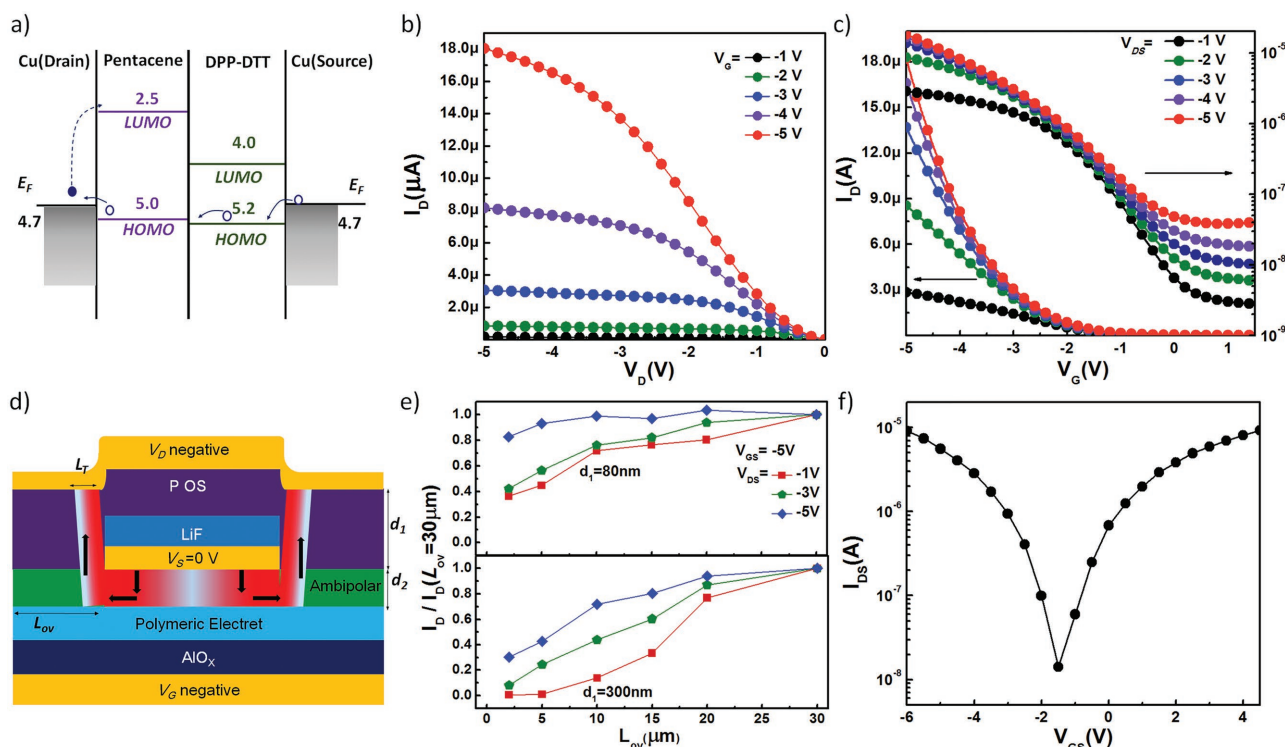 a)
Cu(Drain) Pentacene DPP-DTT Cu(Source)
2.5
LUMO
4.0
LUMO
E_F
E_F
4.7
5.0
HOMO
5.2
HOMO
4.7
b)
18.0µ
16.0µ
14.0µ
12.0µ
10.0µ
8.0µ
6.0µ
4.0µ
2.0µ
I_D(µA)
V_G= -1 V
-2 V
-3 V
-4 V
-5 V
-5 -4 -3 -2 -1 0
V_D(V)
c)
18.0µ
15.0µ
12.0µ
9.0µ
6.0µ
3.0µ
I_D(A)
V_DS= -1 V
-2 V
-3 V
-4 V
-5 V
10^-5
10^-6
10^-7
10^-8
10^-9
-5 -4 -3 -2 -1 0 1
V_G(V)
d)
V_D negative
L_T
P OS
LiF
V_S=0 V
d_1
d_2
Ambipolar
L_ov
Polymeric Electret
AlO_X
V_G negative
e)
I_D / I_D(L_ov=30µm)
1.0
0.8
0.6
0.4
0.2
0.0
V_GS= -5V
V_DS= -1V
-3V
-5V
d_1=80nm
1.0
0.8
0.6
0.4
0.2
0.0
d_1=300nm
0 5 10 15 20 25 30
L_ov(µm)
f)
10^-5
10^-6
10^-7
10^-8
I_DS(A)
-6 -4 -2 0 2 4
V_GS(V)